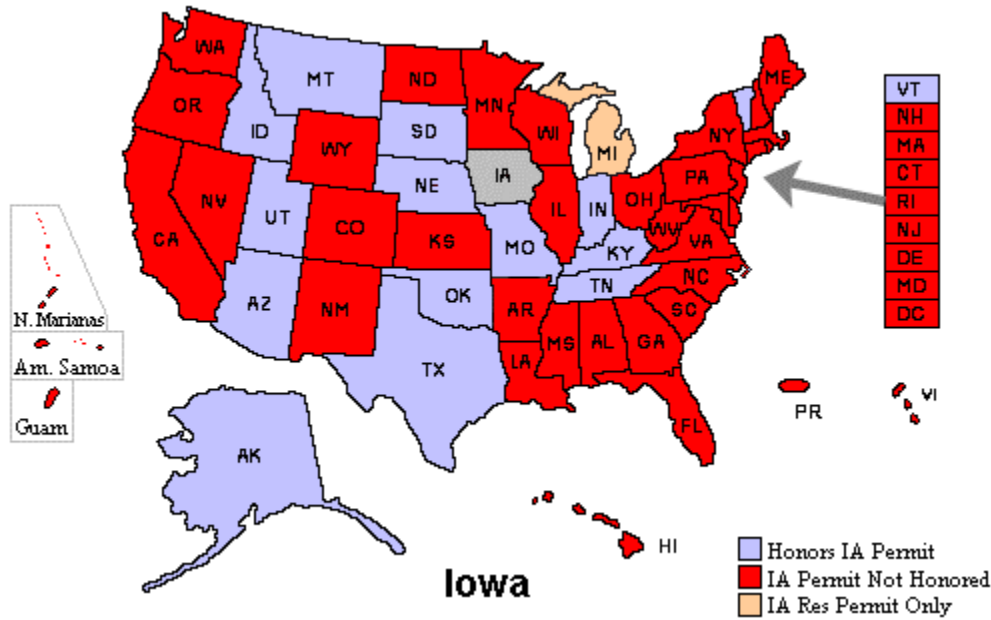 WA
MT
ND
MN
ME
VT
OR
NH
ID
SD
WI
NY
MA
WY
MI
CT
IA
PA
NE
RI
NV
UT
CO
IL
IN
OH
WV
NJ
CA
KS
MO
KY
VA
DE
AZ
NM
OK
TN
NC
MD
AR
SC
DC
N. Marianas
MS
AL
GA
LA
Am. Samoa
TX
VI
PR
Guam
FL
AK
HI
Honors IA Permit
IA Permit Not Honored
IA Res Permit Only
Iowa